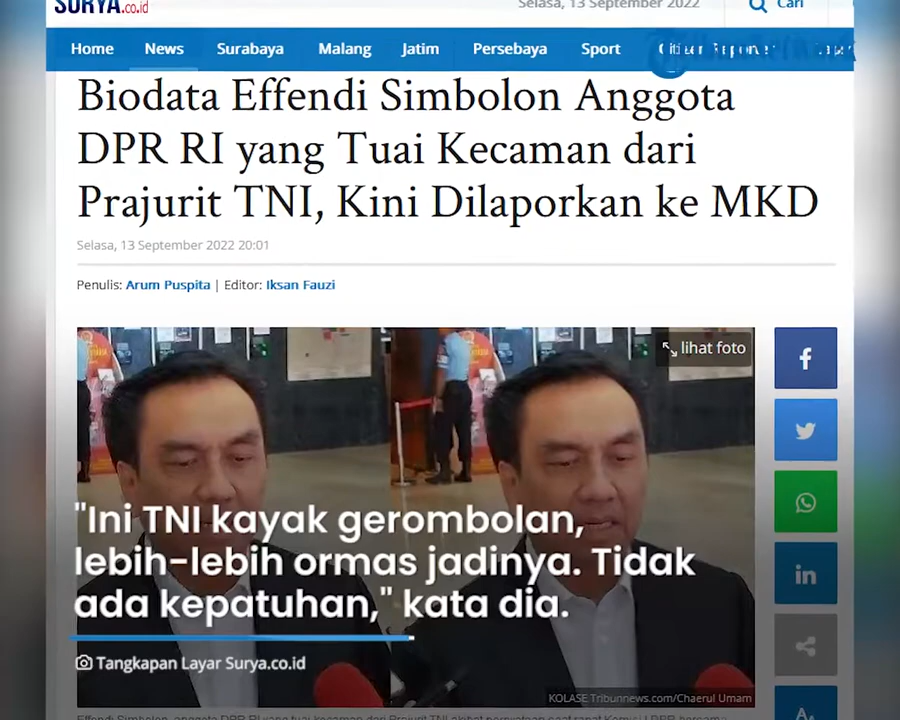 SURYA.co.id
Selasa, 13 September 2022
Cari
Home News Surabaya Malang Jatim Persebaya Sport
Biodata Effendi Simbolon Anggota
DPR RI yang Tuai Kecaman dari
Prajurit TNI, Kini Dilaporkan ke MKD
Selasa, 13 September 2022 20:01
Penulis: Arum Puspita | Editor: Iksan Fauzi
lihat foto
"Ini TNI kayak gerombolan,
lebih-lebih ormas jadinya. Tidak
ada kepatuhan," kata dia.
Tangkapan Layar Surya.co.id
KOLASE Tribunnews.com/Chaerul Umam